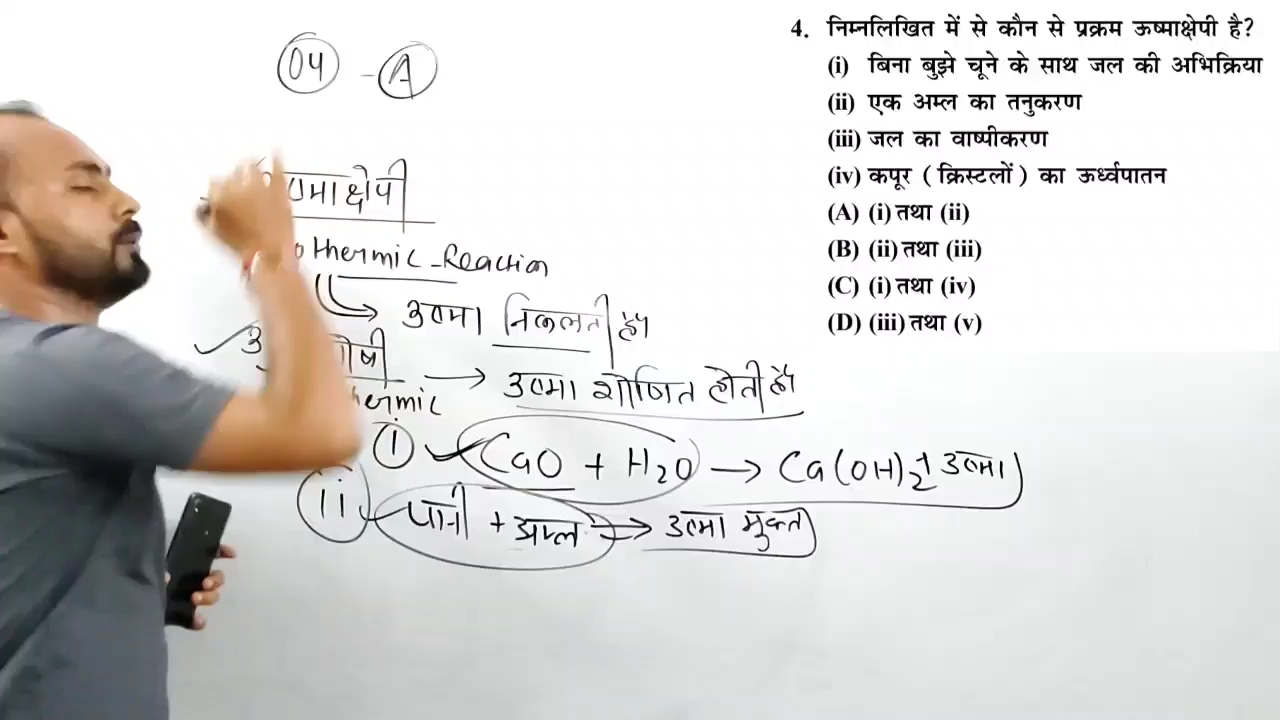 04 - A
ऊष्माक्षेपी
thermic Reaction
ऊष्मा निकलती है
ऊष्मा शोषित होती है
hermic
i CaO + H₂O → Ca(OH)₂ + ऊष्मा
ii पानी + अम्ल → ऊष्मा मुक्त
4. निम्नलिखित में से कौन से प्रक्रम ऊष्माक्षेपी है?
(i) बिना बुझे चूने के साथ जल की अभिक्रिया
(ii) एक अम्ल का तनुकरण
(iii) जल का वाष्पीकरण
(iv) कपूर ( क्रिस्टलों ) का ऊर्ध्वपातन
(A) (i) तथा (ii)
(B) (ii) तथा (iii)
(C) (i) तथा (iv)
(D) (iii) तथा (v)